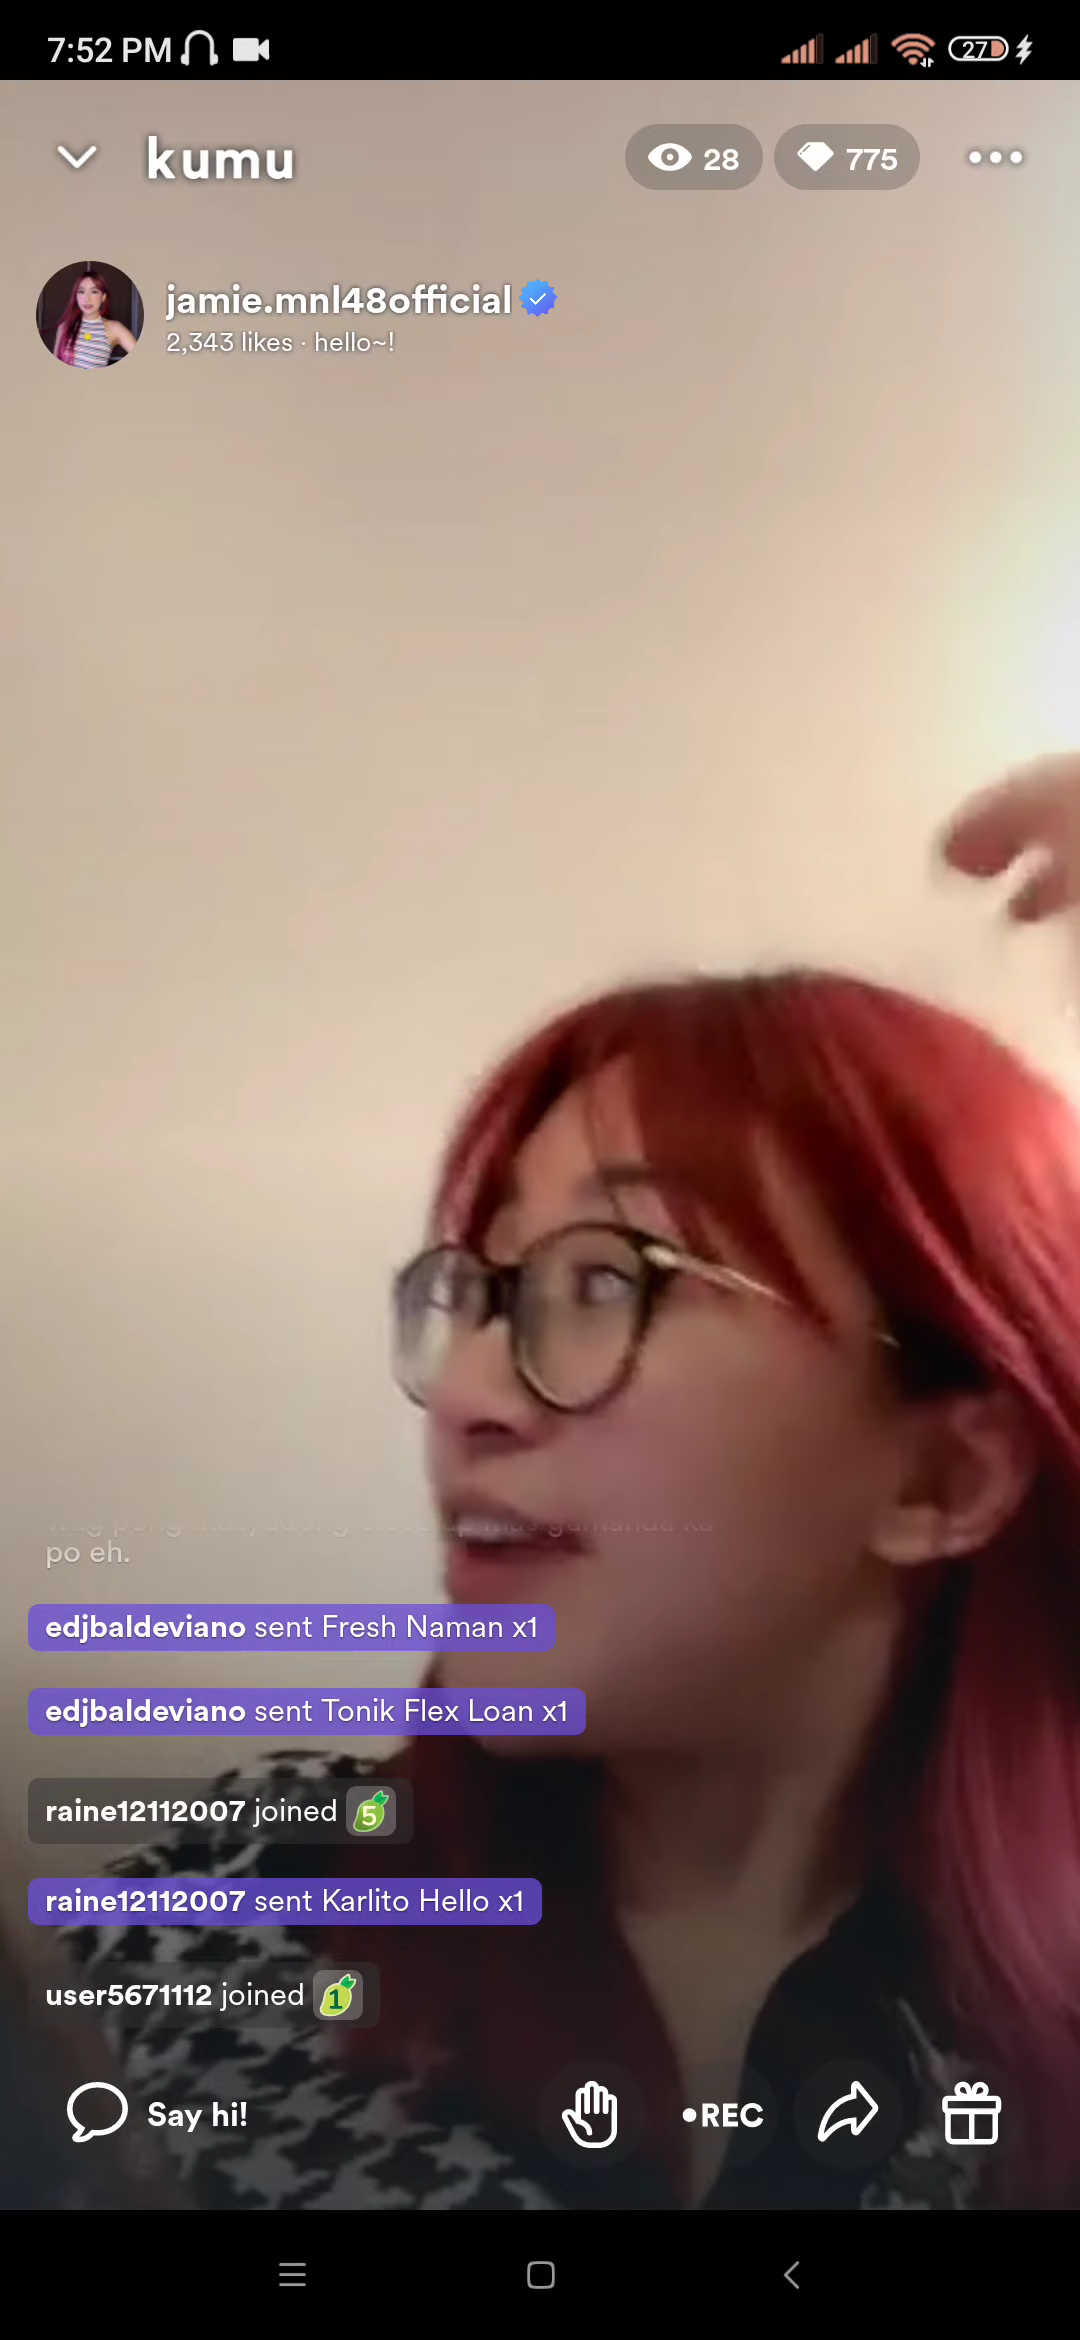 7:52 PM
27
kumu
28
775
jamie.mnl48official
2,343 likes · hello~!
po eh.
edjbaldeviano sent Fresh Naman x1
edjbaldeviano sent Tonik Flex Loan x1
raine12112007 joined 5
raine12112007 sent Karlito Hello x1
user5671112 joined 1
Say hi!
•REC